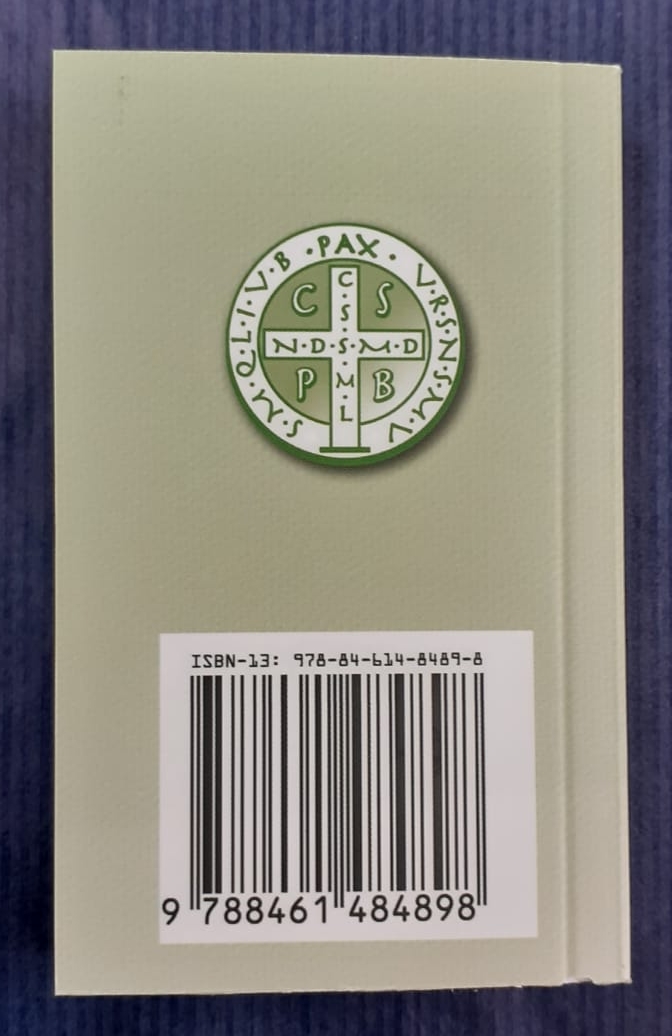 ·PAX·
V·R·S·N·S·M·V
S·M·Q·L·I·V·B
C S
P B
C·S·S·M·L
N·D·S·M·D
ISBN-13: 978-84-614-8489-8
9 788461 484898